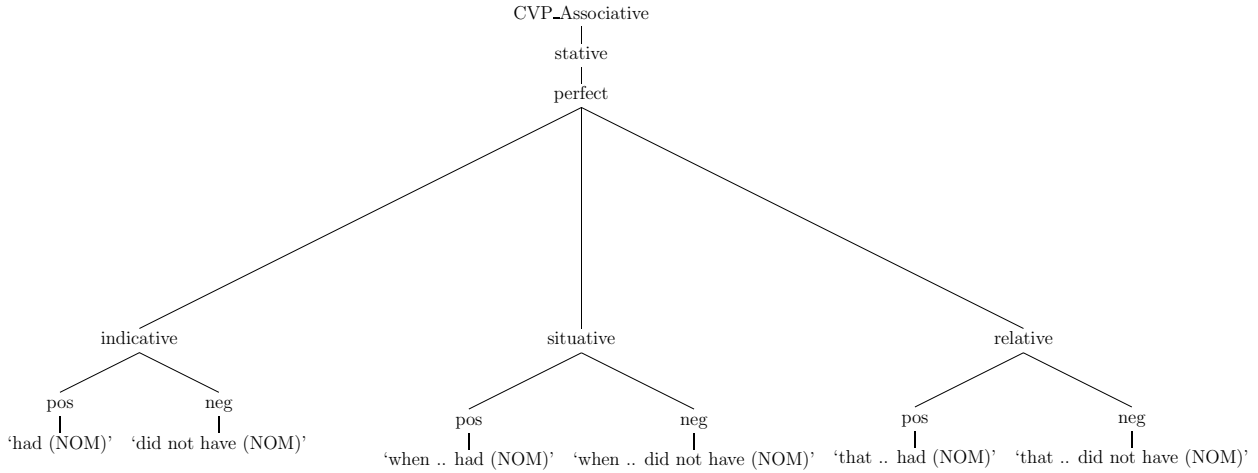 CVP_Associative
stative
perfect
indicative situative relative
pos neg pos neg pos neg
‘had (NOM)’ ‘did not have (NOM)’ ‘when .. had (NOM)’ ‘when .. did not have (NOM)’ ‘that .. had (NOM)’ ‘that .. did not have (NOM)’